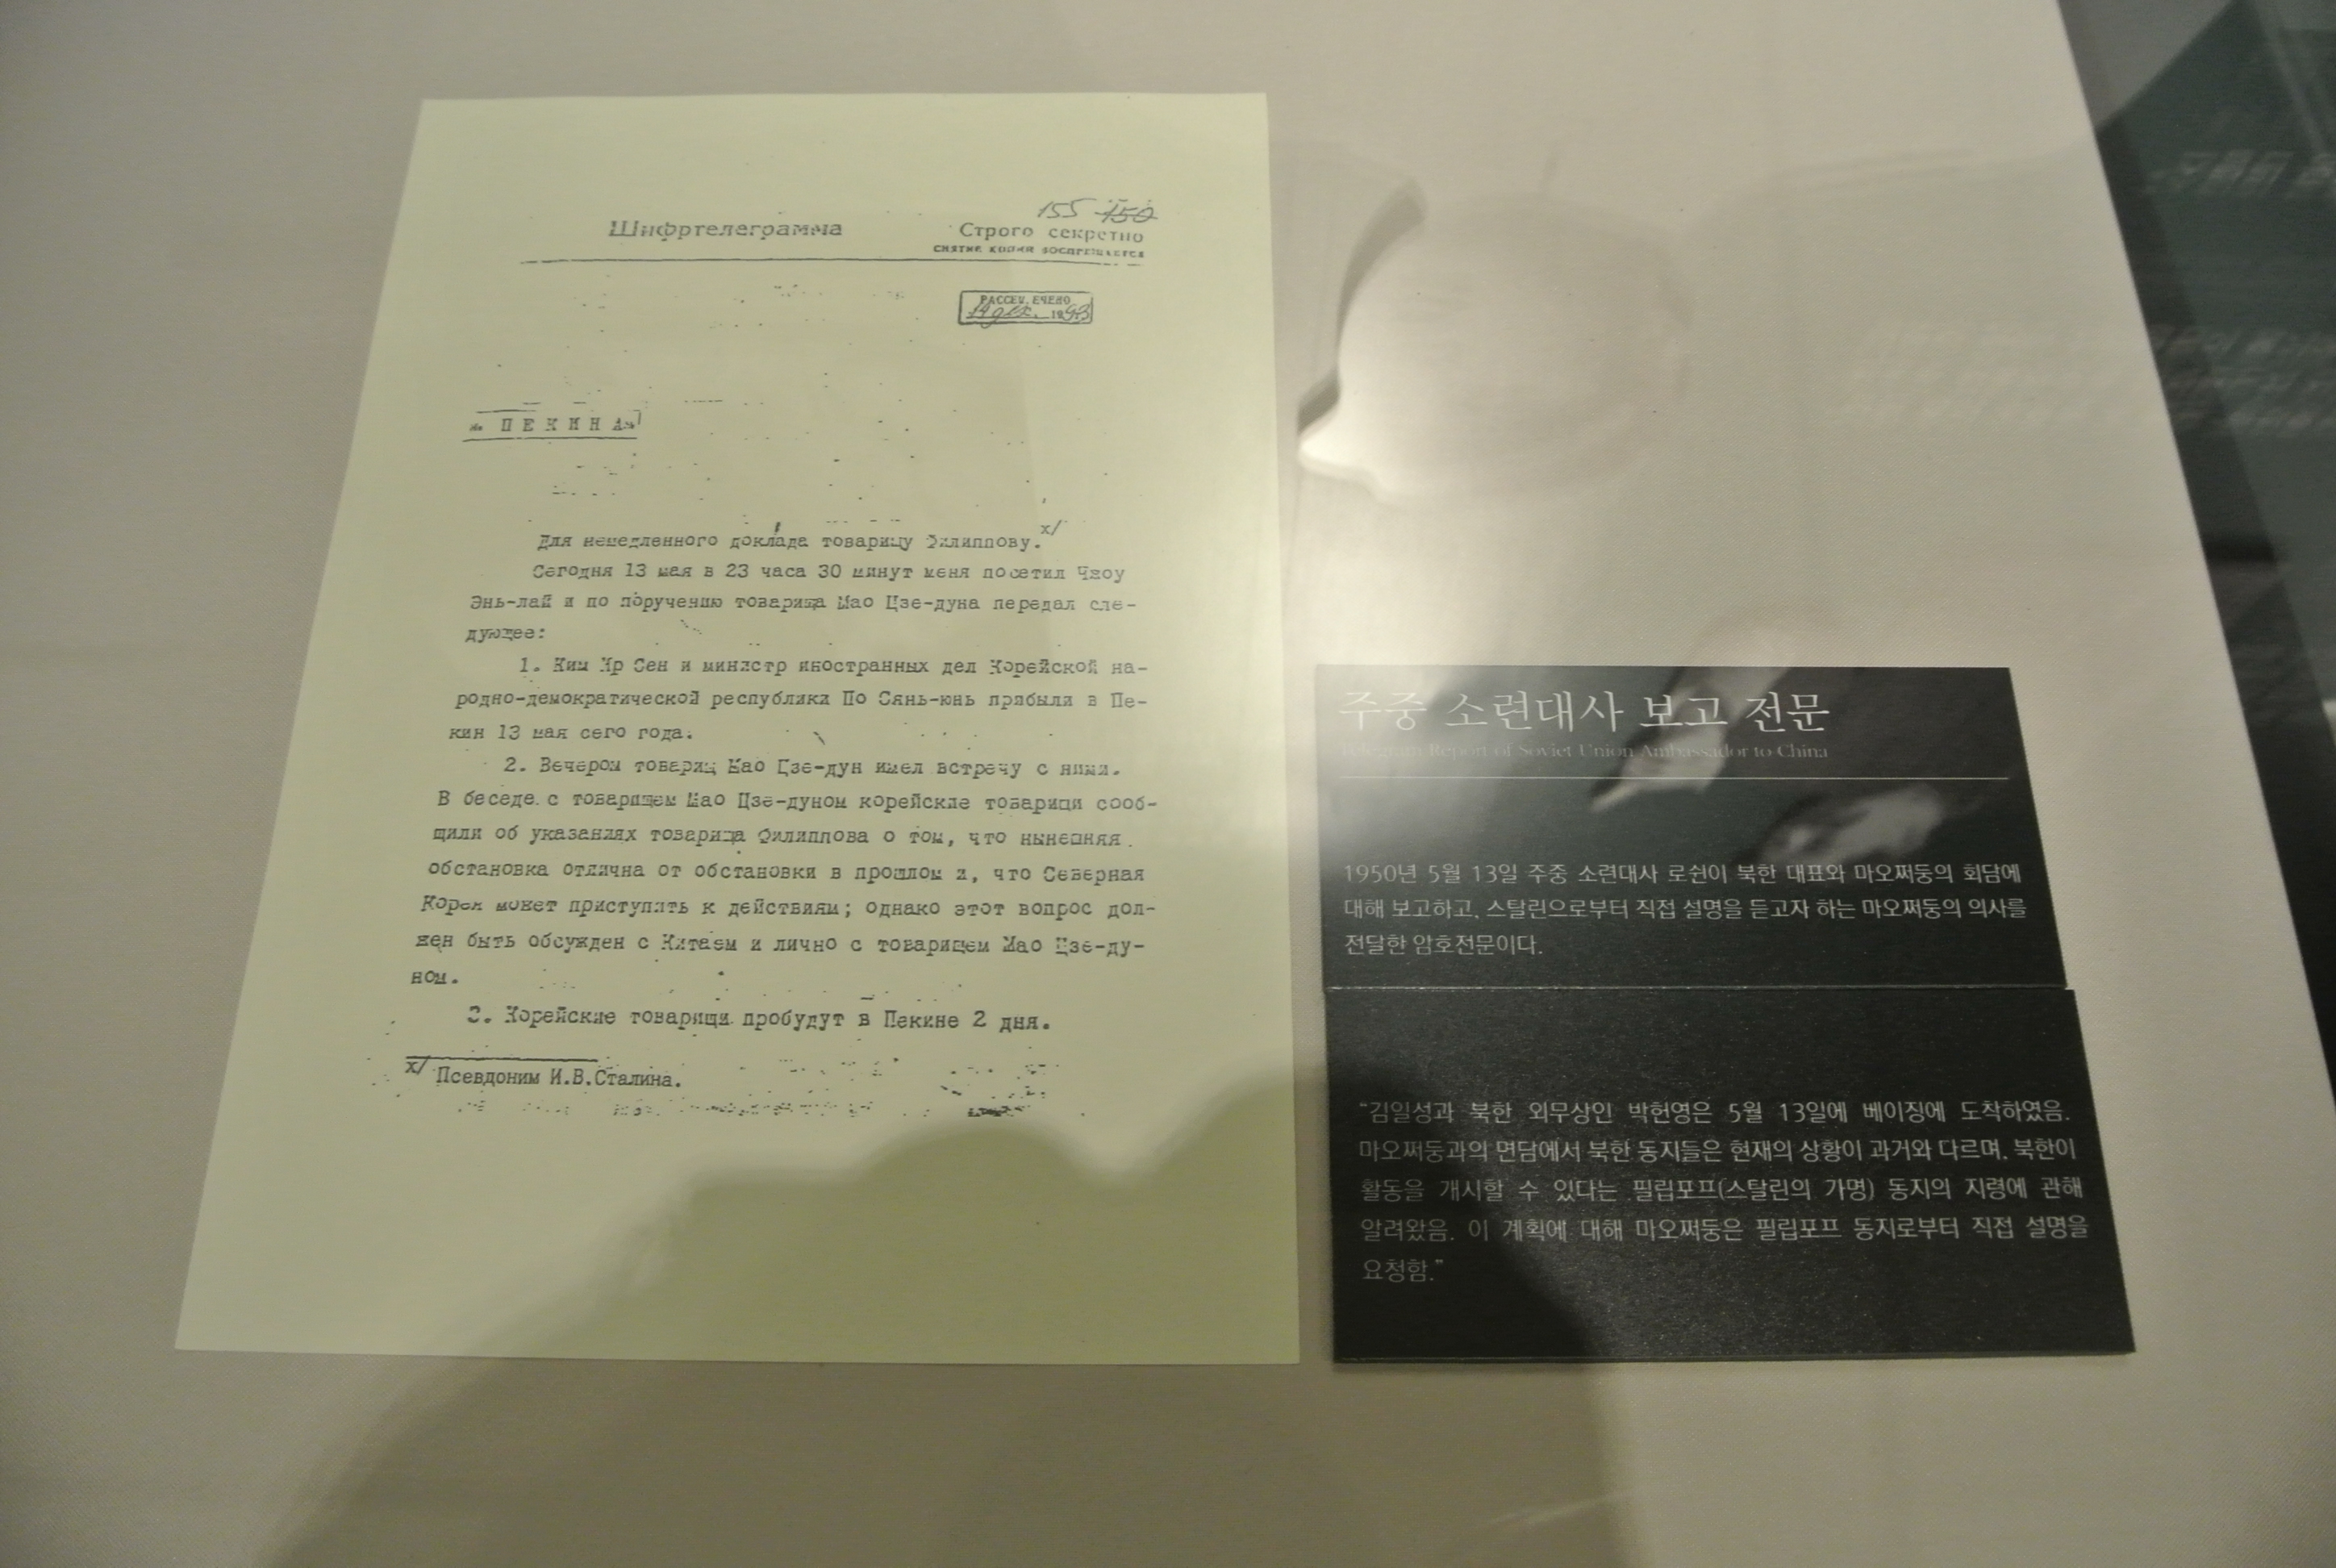 155 150
Шифртелеграмма Строго секретно
СНЯТИЕ КОПИИ ВОСПРЕЩАЕТСЯ
14 дек. 1993
ПЕКИНА
Для немедленного доклада товарищу Филиппову.x/
Сегодня 13 мая в 23 часа 30 минут меня посетил Чжоу
Энь-лай и по поручению товарища Мао Цзе-дуна передал сле-
дующее:
1. Ким Ир Сен и министр иностранных дел Корейской на-
родно-демократической республики По Сянь-юнь прибыли в Пе-
кин 13 мая сего года.
2. Вечером товарищ Мао Цзе-дун имел встречу с ними.
В беседе с товарищем Мао Цзе-дуном корейские товарищи сооб-
щили об указаниях товарища Филиппова о том, что нынешняя
обстановка отлична от обстановки в прошлом и, что Северная
Корея может приступить к действиям; однако этот вопрос дол-
жен быть обсужден с Китаем и лично с товарищем Мао Цзе-ду-
ном.
3. Корейские товарищи пробудут в Пекине 2 дня.
x/ Псевдоним И.В.Сталина.
주중 소련대사 보고 전문
Telegram Report of Soviet Union Ambassador to China
1950년 5월 13일 주중 소련대사 로쉰이 북한 대표와 마오쩌둥의 회담에
대해 보고하고, 스탈린으로부터 직접 설명을 듣고자 하는 마오쩌둥의 의사를
전달한 암호전문이다.
“김일성과 북한 외무상인 박헌영은 5월 13일에 베이징에 도착하였음.
마오쩌둥과의 면담에서 북한 동지들은 현재의 상황이 과거와 다르며, 북한이
활동을 개시할 수 있다는 필립포프(스탈린의 가명) 동지의 지령에 관해
알려왔음. 이 계획에 대해 마오쩌둥은 필립포프 동지로부터 직접 설명을
요청함.”